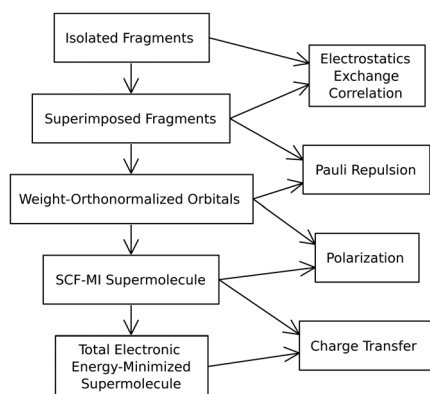 Isolated Fragments
Electrostatics
Exchange
Correlation
Superimposed Fragments
Pauli Repulsion
Weight-Orthonormalized Orbitals
Polarization
SCF-MI Supermolecule
Charge Transfer
Total Electronic
Energy-Minimized
Supermolecule